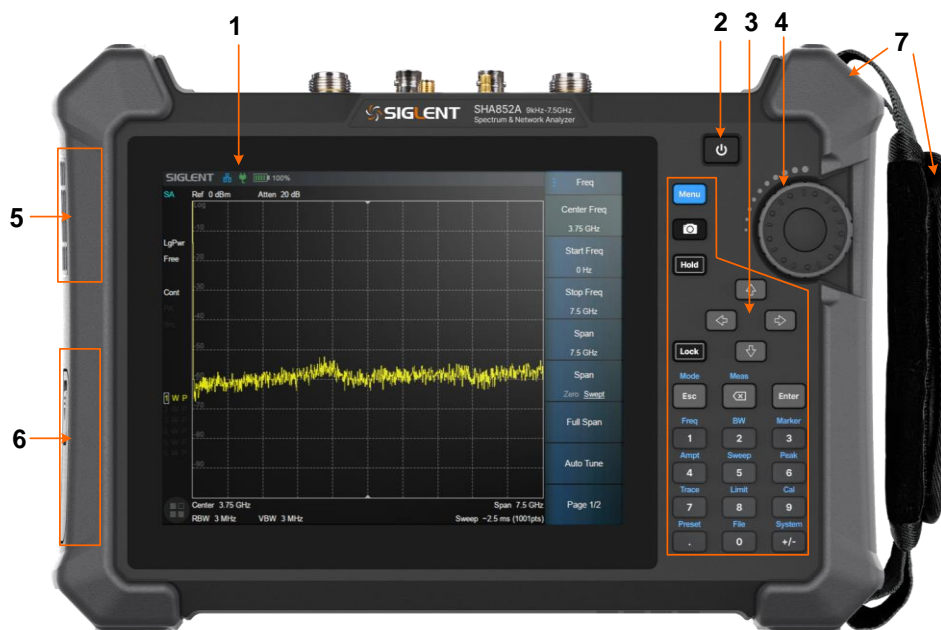 1
2
3
4
7
SIGLENT SHA852A 9kHz-7.5GHz
Spectrum & Network Analyzer
5
6
SIGLENT 100%
SA Ref 0 dBm Atten 20 dB
Log
-10
-20
-30
-40
-50
-60
-70
-80
-90
LgPwr
Free
Cont
1 W P
Center 3.75 GHz Span 7.5 GHz
RBW 3 MHz VBW 3 MHz Sweep ~2.5 ms (1001pts)
Freq
Center Freq
3.75 GHz
Start Freq
0 Hz
Stop Freq
7.5 GHz
Span
7.5 GHz
Span
Zero Swept
Full Span
Auto Tune
Page 1/2
Menu
Hold
Lock
Mode Meas
Esc Enter
Freq BW Marker
1 2 3
Ampt Sweep Peak
4 5 6
Trace Limit Cal
7 8 9
Preset File System
. 0 +/-